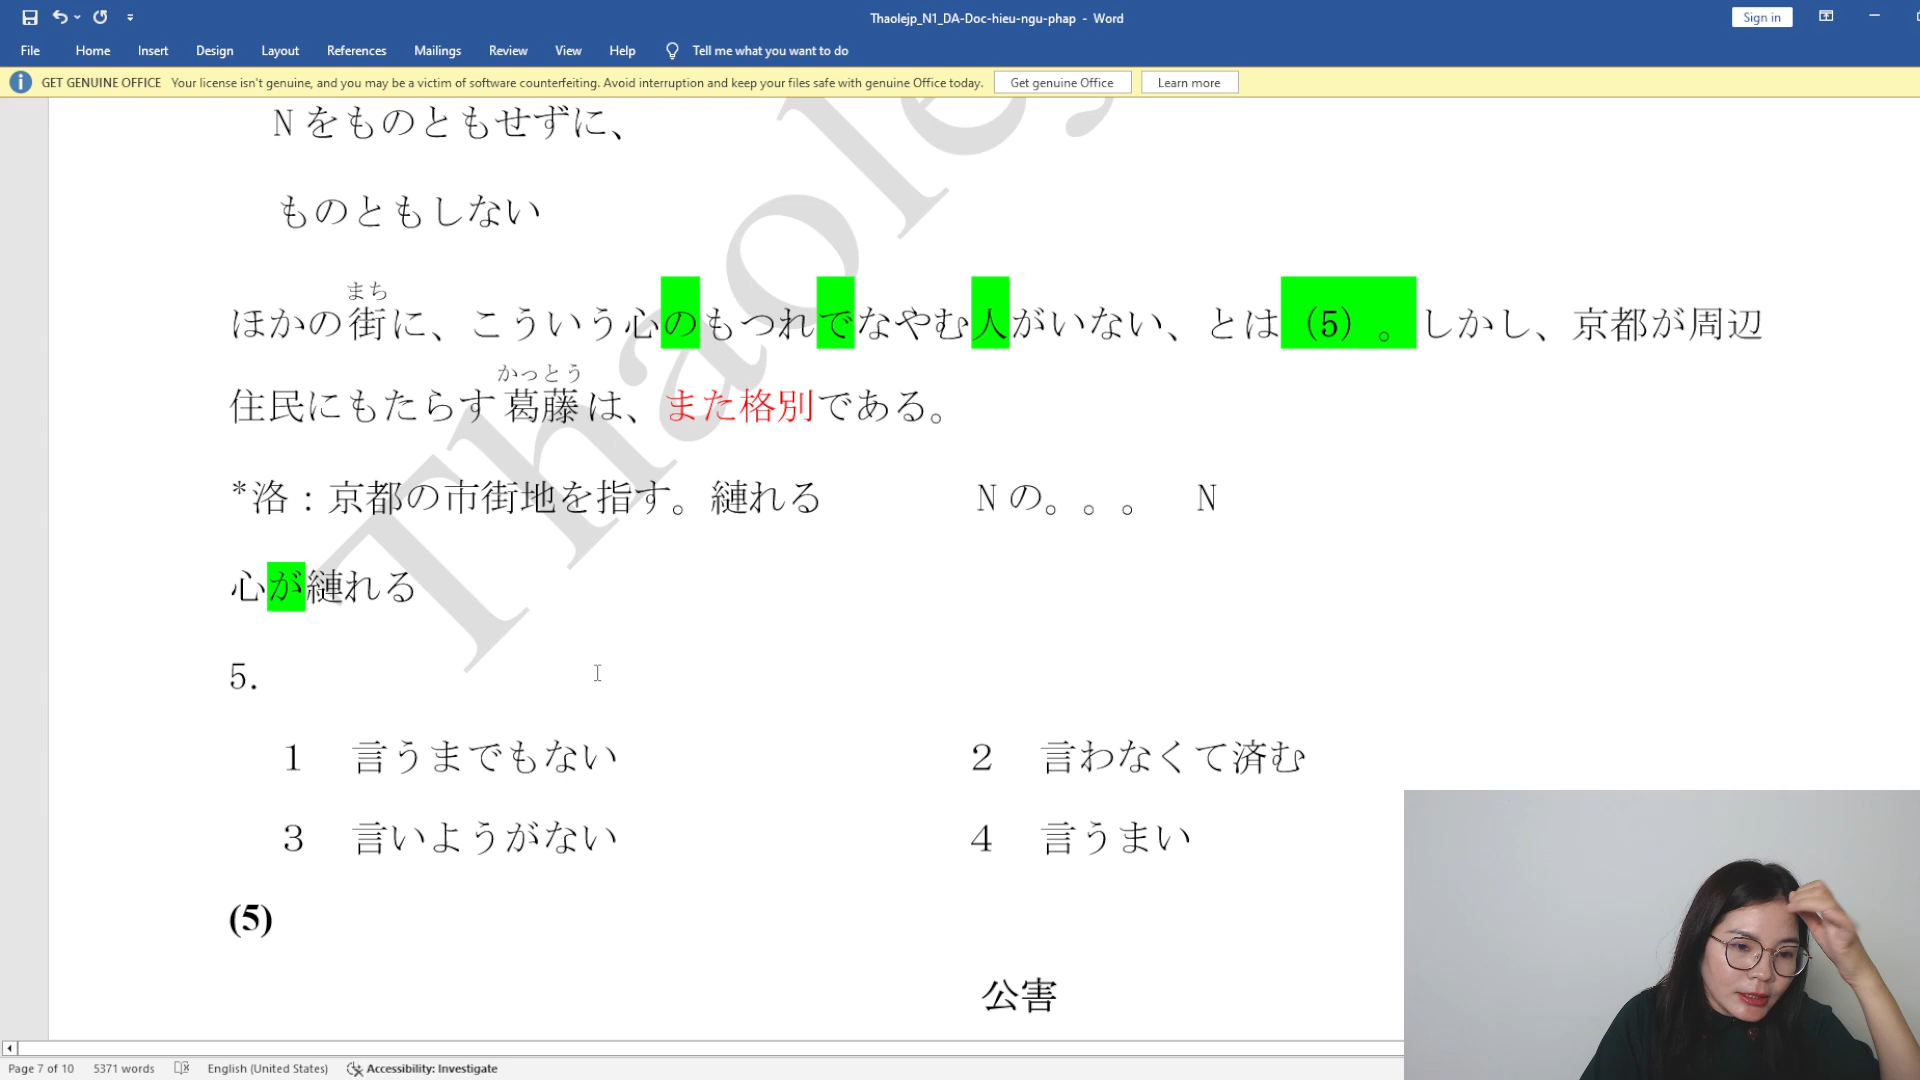 Thaolejp_N1_DA-Doc-hieu-ngu-phap - Word
Sign in
File Home Insert Design Layout References Mailings Review View Help Tell me what you want to do
GET GENUINE OFFICE Your license isn't genuine, and you may be a victim of software counterfeiting. Avoid interruption and keep your files safe with genuine Office today. Get genuine Office Learn more
Nをものともせずに、
ものともしない
まち
ほかの街に、こういう心のもつれでなやむ人がいない、とは（5）。しかし、京都が周辺
かっとう
住民にもたらす葛藤は、また格別である。
*洛：京都の市街地を指す。縺れる Nの。。。 N
心が縺れる
5.
1 言うまでもない 2 言わなくて済む
3 言いようがない 4 言うまい
(5)
公害
Thaolej
Page 7 of 10 5371 words English (United States) Accessibility: Investigate